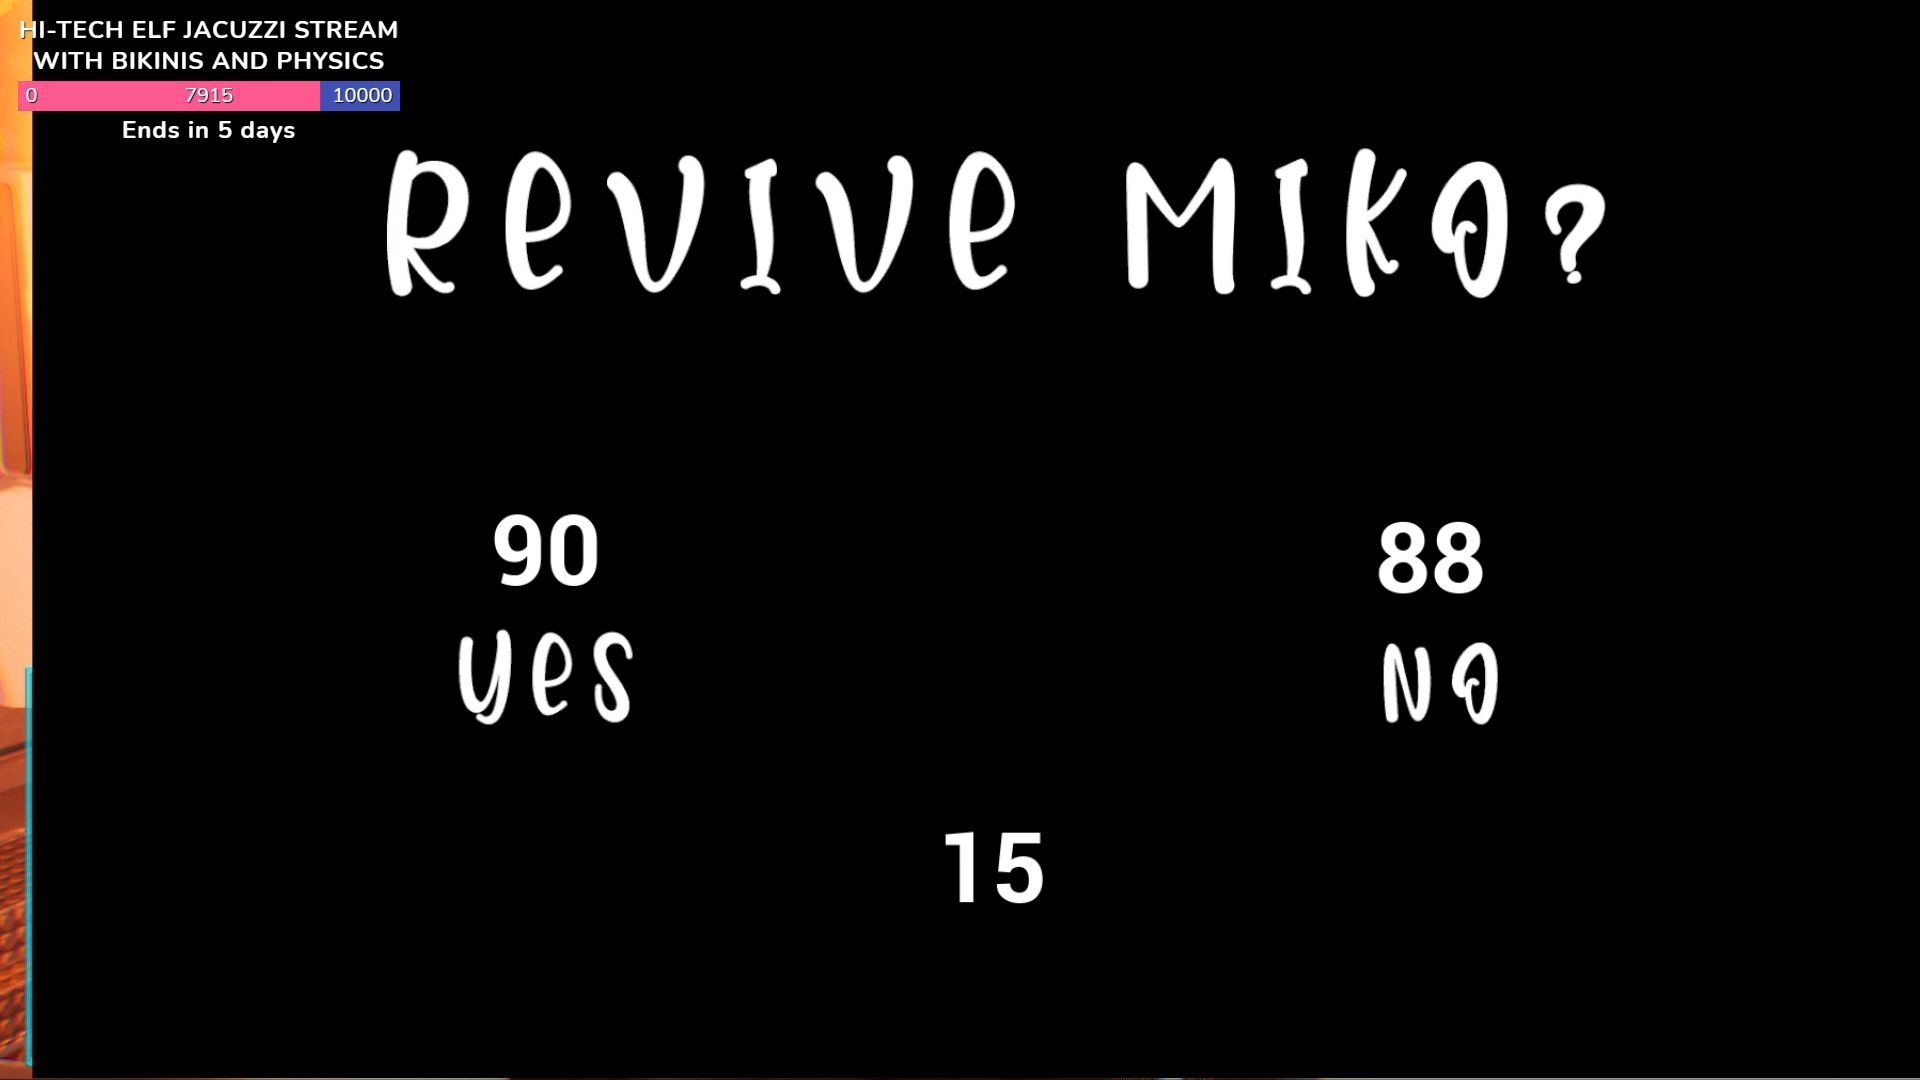 HI-TECH ELF JACUZZI STREAM
WITH BIKINIS AND PHYSICS
0 7915 10000
Ends in 5 days
Revive Miko?
90 88
yes No
15